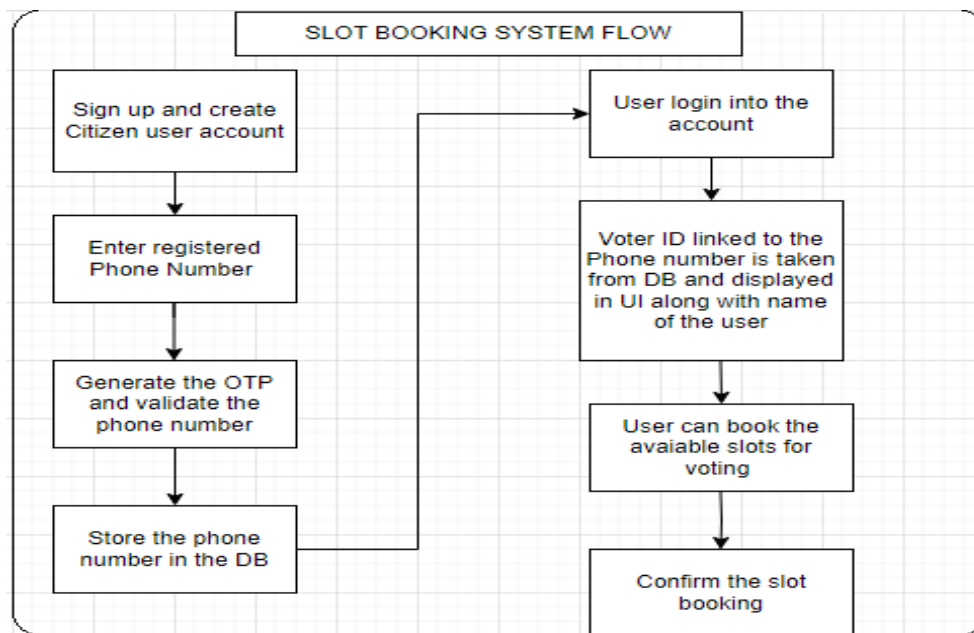 SLOT BOOKING SYSTEM FLOW
Sign up and create
Citizen user account
Enter registered
Phone Number
Generate the OTP
and validate the
phone number
Store the phone
number in the DB
User login into the
account
Voter ID linked to the
Phone number is taken
from DB and displayed
in UI along with name
of the user
User can book the
avaiable slots for
voting
Confirm the slot
booking